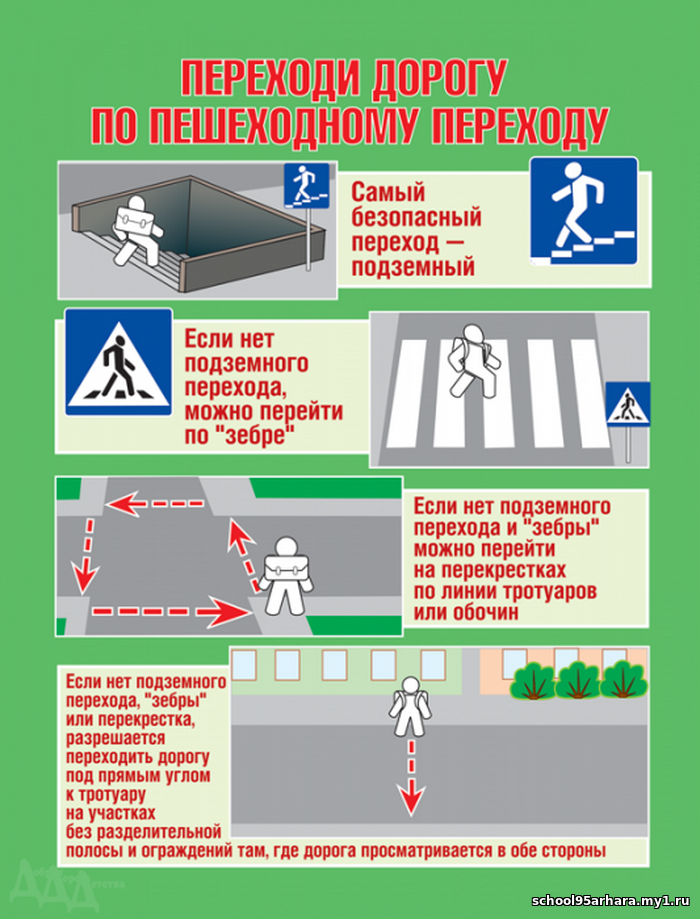 ПЕРЕХОДИ ДОРОГУ
ПО ПЕШЕХОДНОМУ ПЕРЕХОДУ
Самый
безопасный
переход —
подземный
Если нет
подземного
перехода,
можно перейти
по "зебре"
Если нет подземного
перехода и "зебры"
можно перейти
на перекрестках
по линии тротуаров
или обочин
Если нет подземного
перехода, "зебры"
или перекрестка,
разрешается
переходить дорогу
под прямым углом
к тротуару
на участках
без разделительной
полосы и ограждений там, где дорога просматривается в обе стороны
school95arhara.my1.ru